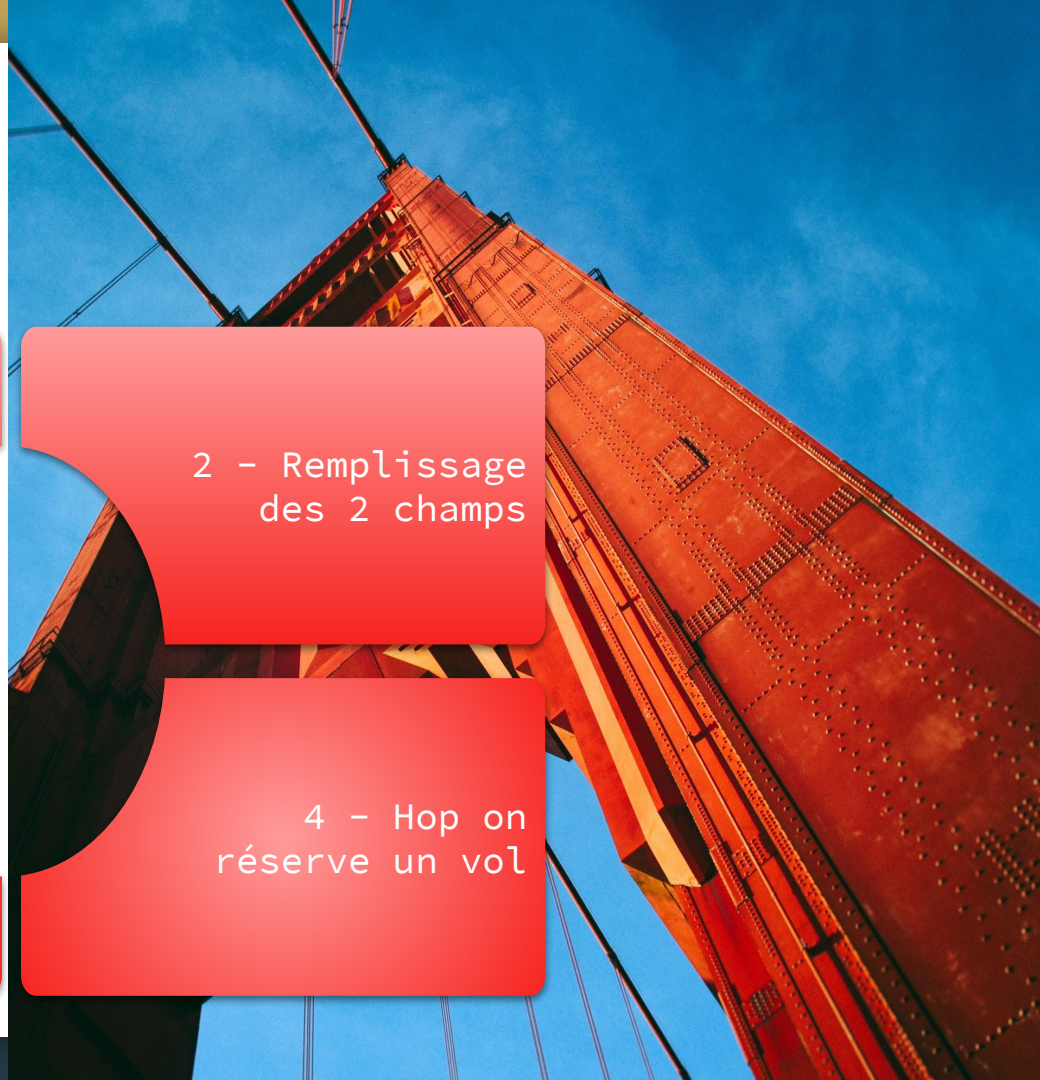 2 - Remplissage
des 2 champs
4 - Hop on
réserve un vol